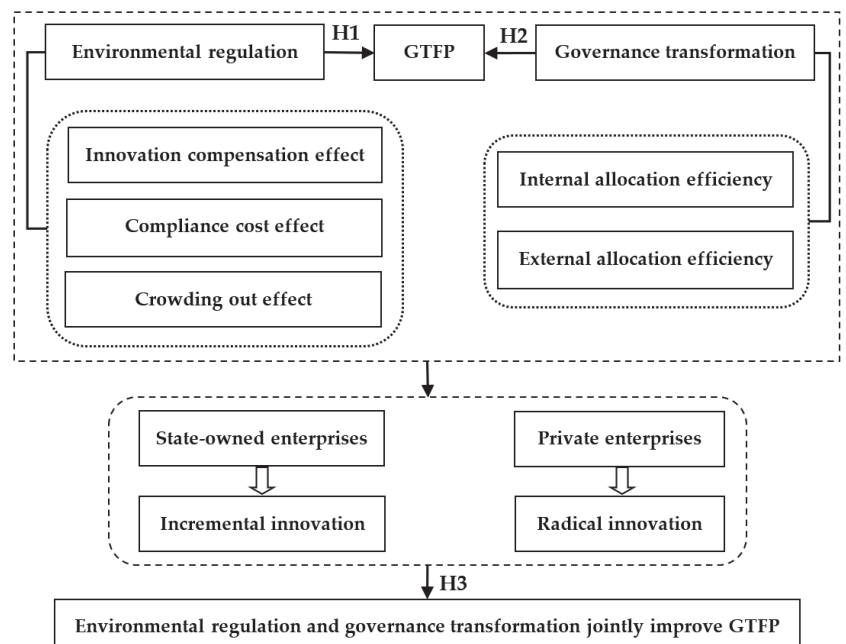 H1
H2
Environmental regulation
GTFP
Governance transformation
Innovation compensation effect
Compliance cost effect
Crowding out effect
Internal allocation efficiency
External allocation efficiency
State-owned enterprises
Private enterprises
Incremental innovation
Radical innovation
H3
Environmental regulation and governance transformation jointly improve GTFP